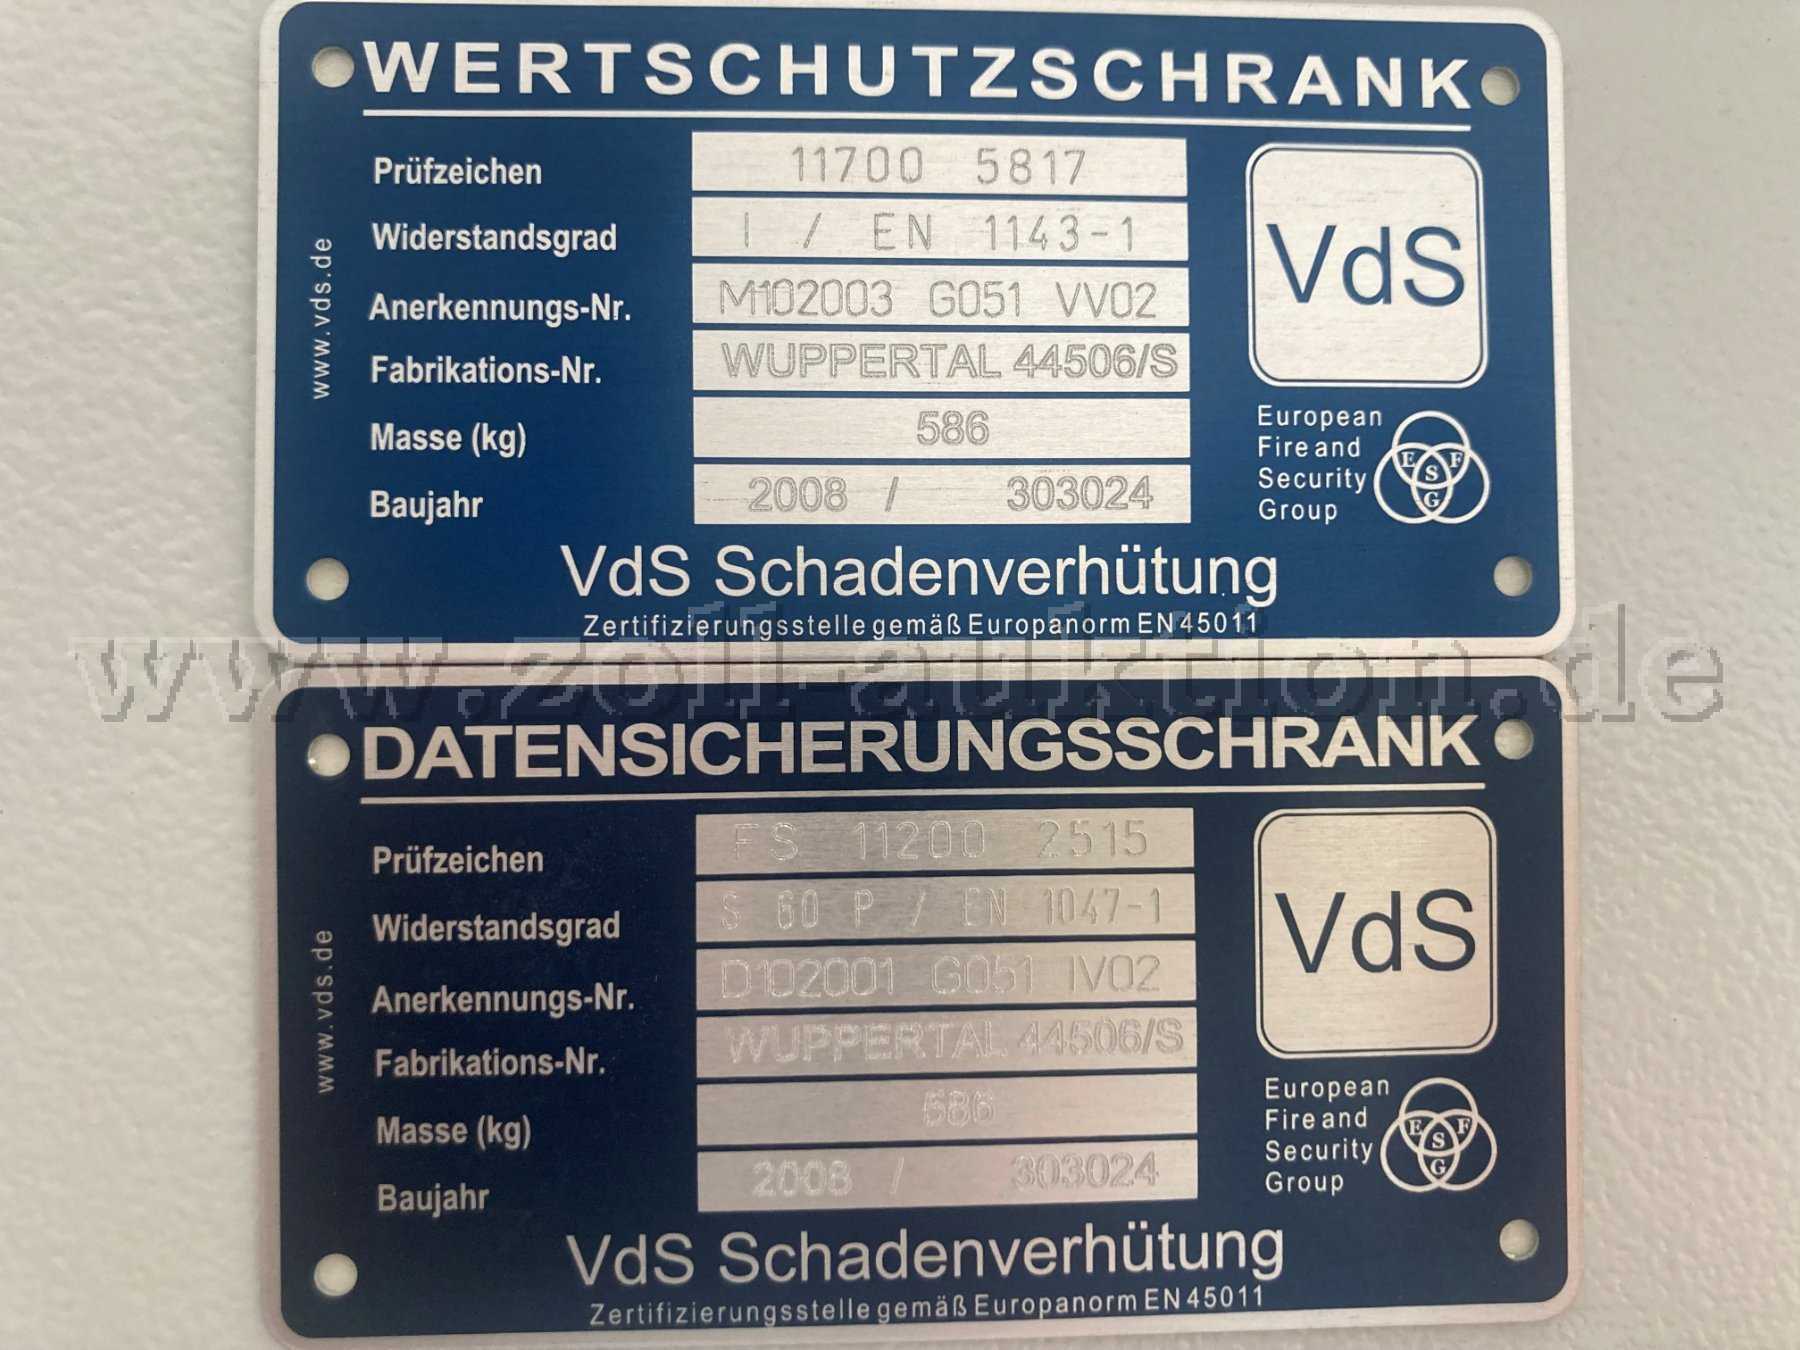 WERTSCHUTZSCHRANK
Prüfzeichen 11700 5817
Widerstandsgrad I / EN 1143-1
Anerkennungs-Nr. M102003 G051 VV02
Fabrikations-Nr. WUPPERTAL 44506/S
Masse (kg) 586
Baujahr 2008 / 303024
www.vds.de
VdS
European
Fire and
Security
Group
E F
S
G
VdS Schadenverhütung
Zertifizierungsstelle gemäß Europanorm EN 45011
www.zoll-auktion.de
DATENSICHERUNGSSCHRANK
Prüfzeichen FS 11200 2515
Widerstandsgrad S 60 P / EN 1047-1
Anerkennungs-Nr. D102001 G051 IV02
Fabrikations-Nr. WUPPERTAL 44506/S
Masse (kg) 586
Baujahr 2008 / 303024
www.vds.de
VdS
European
Fire and
Security
Group
E F
S
G
VdS Schadenverhütung
Zertifizierungsstelle gemäß Europanorm EN 45011